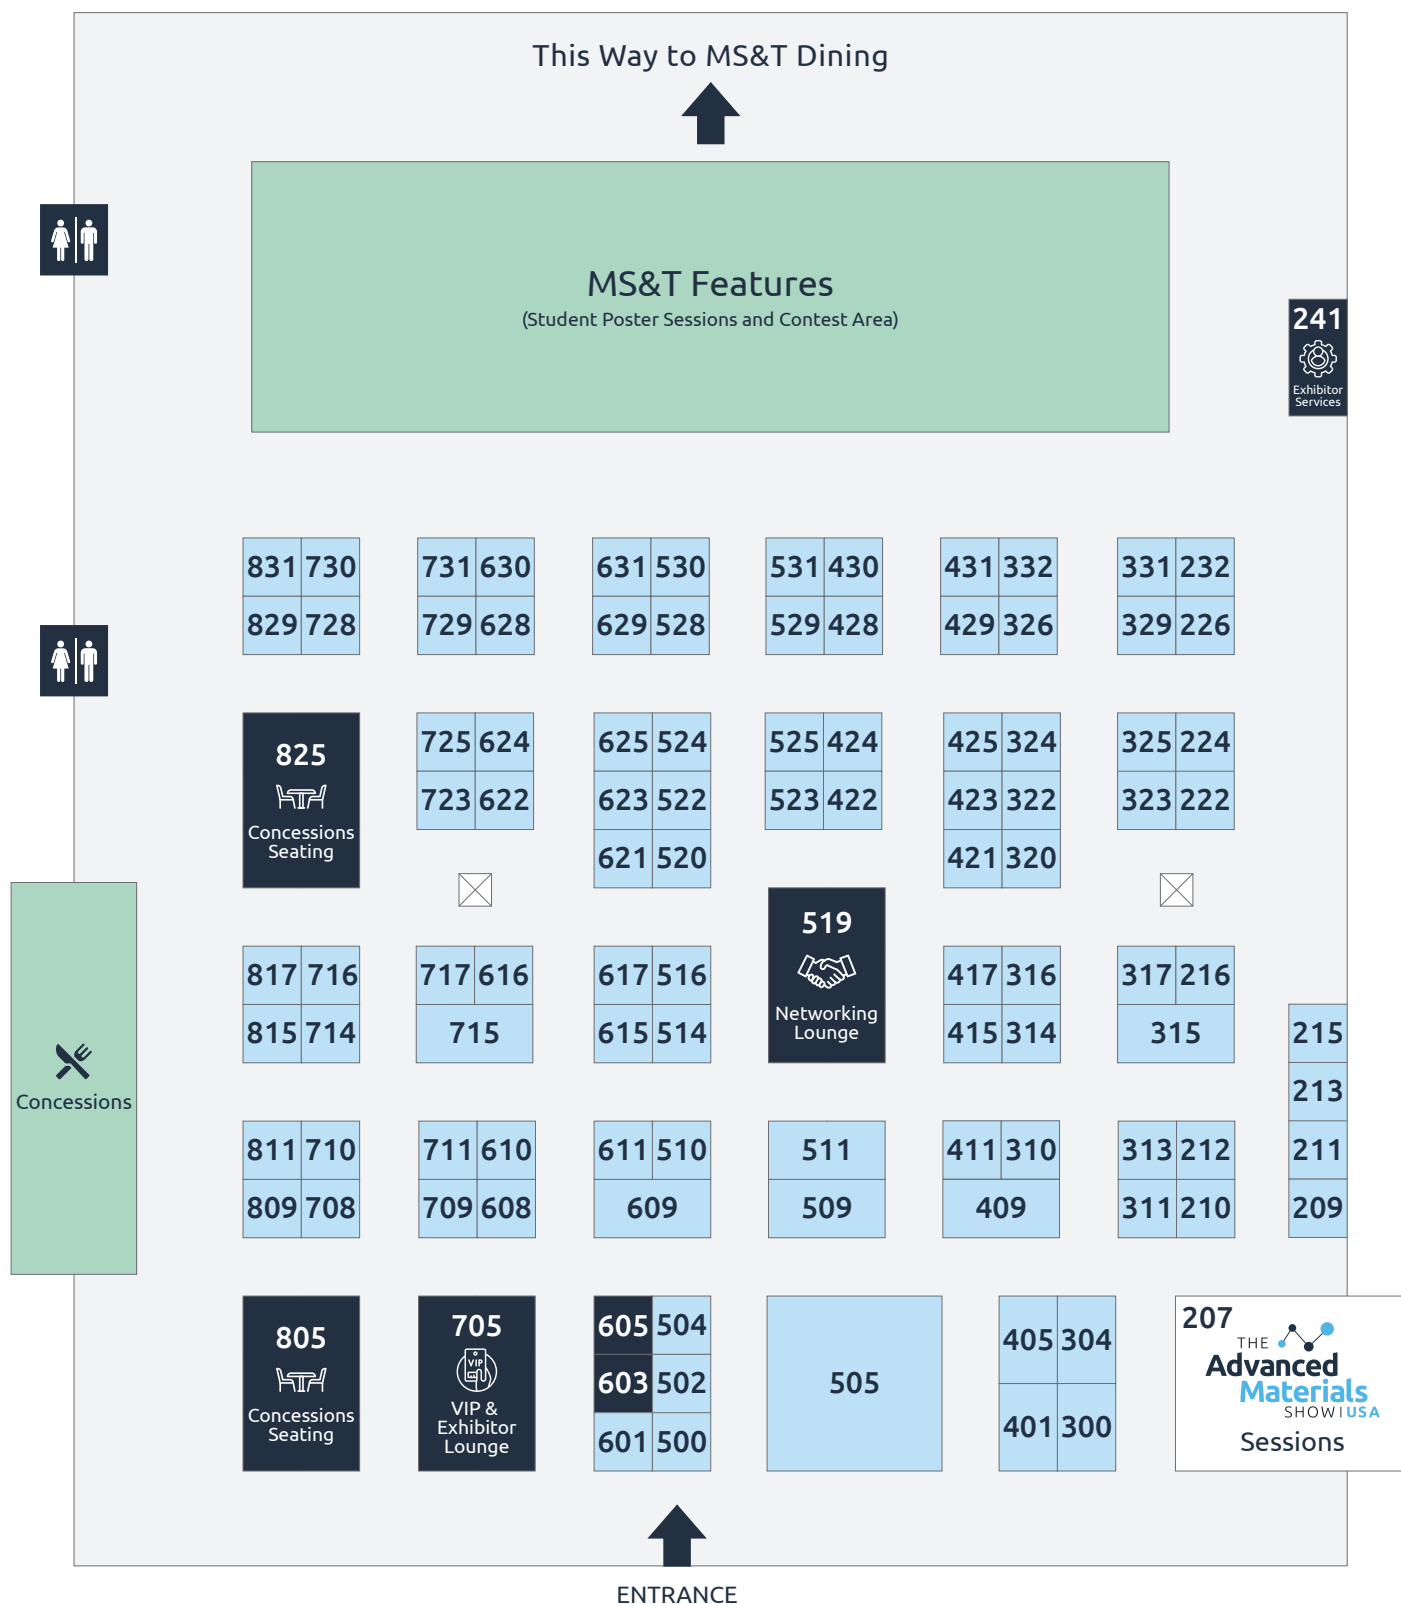 This Way to MS&T Dining
MS&T Features
(Student Poster Sessions and Contest Area)
241
Exhibitor
Services
831 730 731 630 631 530 531 430 431 332 331 232
829 728 729 628 629 528 529 428 429 326 329 226
825
Concessions
Seating
725 624 625 524 525 424 425 324 325 224
723 622 623 522 523 422 423 322 323 222
621 520 421 320
519
Networking
Lounge
817 716 717 616 617 516 417 316 317 216
815 714 715 615 514 415 314 315
215
213
211
209
Concessions
811 710 711 610 611 510 511 411 310 313 212
809 708 709 608 609 509 409 311 210
805
Concessions
Seating
705
VIP
VIP &
Exhibitor
Lounge
605 504
603 502
601 500
505
405 304
401 300
207
THE
Advanced
Materials
SHOW | USA
Sessions
ENTRANCE